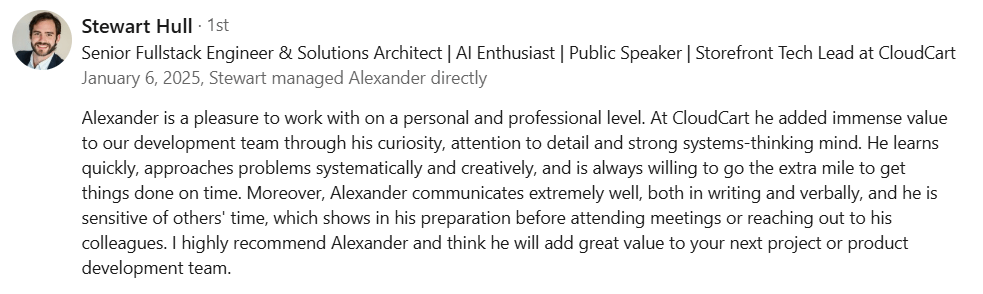 Stewart Hull · 1st
Senior Fullstack Engineer & Solutions Architect | AI Enthusiast | Public Speaker | Storefront Tech Lead at CloudCart
January 6, 2025, Stewart managed Alexander directly
Alexander is a pleasure to work with on a personal and professional level. At CloudCart he added immense value
to our development team through his curiosity, attention to detail and strong systems-thinking mind. He learns
quickly, approaches problems systematically and creatively, and is always willing to go the extra mile to get
things done on time. Moreover, Alexander communicates extremely well, both in writing and verbally, and he is
sensitive of others' time, which shows in his preparation before attending meetings or reaching out to his
colleagues. I highly recommend Alexander and think he will add great value to your next project or product
development team.